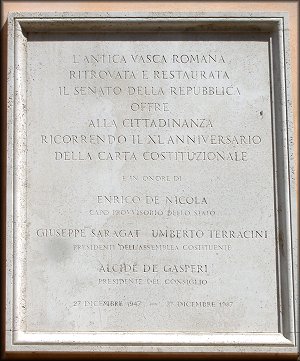 L'ANTICA VASCA ROMANA
RITROVATA E RESTAURATA
IL SENATO DELLA REPUBBLICA
OFFRE
ALLA CITTADINANZA
RICORRENDO IL XL ANNIVERSARIO
DELLA CARTA COSTITUZIONALE
E IN ONORE DI
ENRICO DE NICOLA
CAPO PROVVISORIO DELLO STATO
GIUSEPPE SARAGAT UMBERTO TERRACINI
PRESIDENTI DELL'ASSEMBLEA COSTITUENTE
ALCIDE DE GASPERI
PRESIDENTE DEL CONSIGLIO
27 DICEMBRE 1947 — 27 DICEMBRE 1987